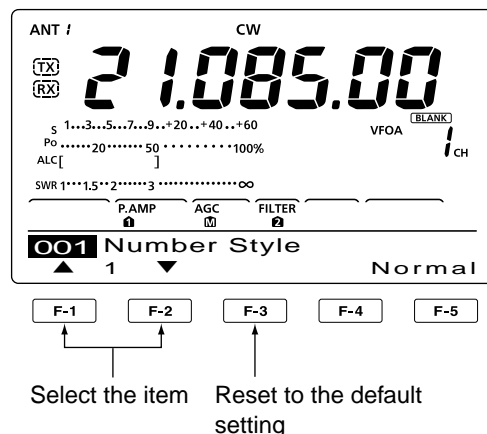 ANT 1 CW
TX
RX
21.085.00
S 1•••3•••5•••7•••9••+20••+40••+60
VFOA BLANK
1 CH
Po ••••••20•••••• 50 • • • • • • • •100%
ALC[ ]
SWR 1••••1.5••2••••••3 •••••••••••••••∞
P.AMP AGC FILTER
1 M 2
001 Number Style
▲ 1 ▼ Normal
F-1 F-2 F-3 F-4 F-5
Select the item Reset to the default
setting